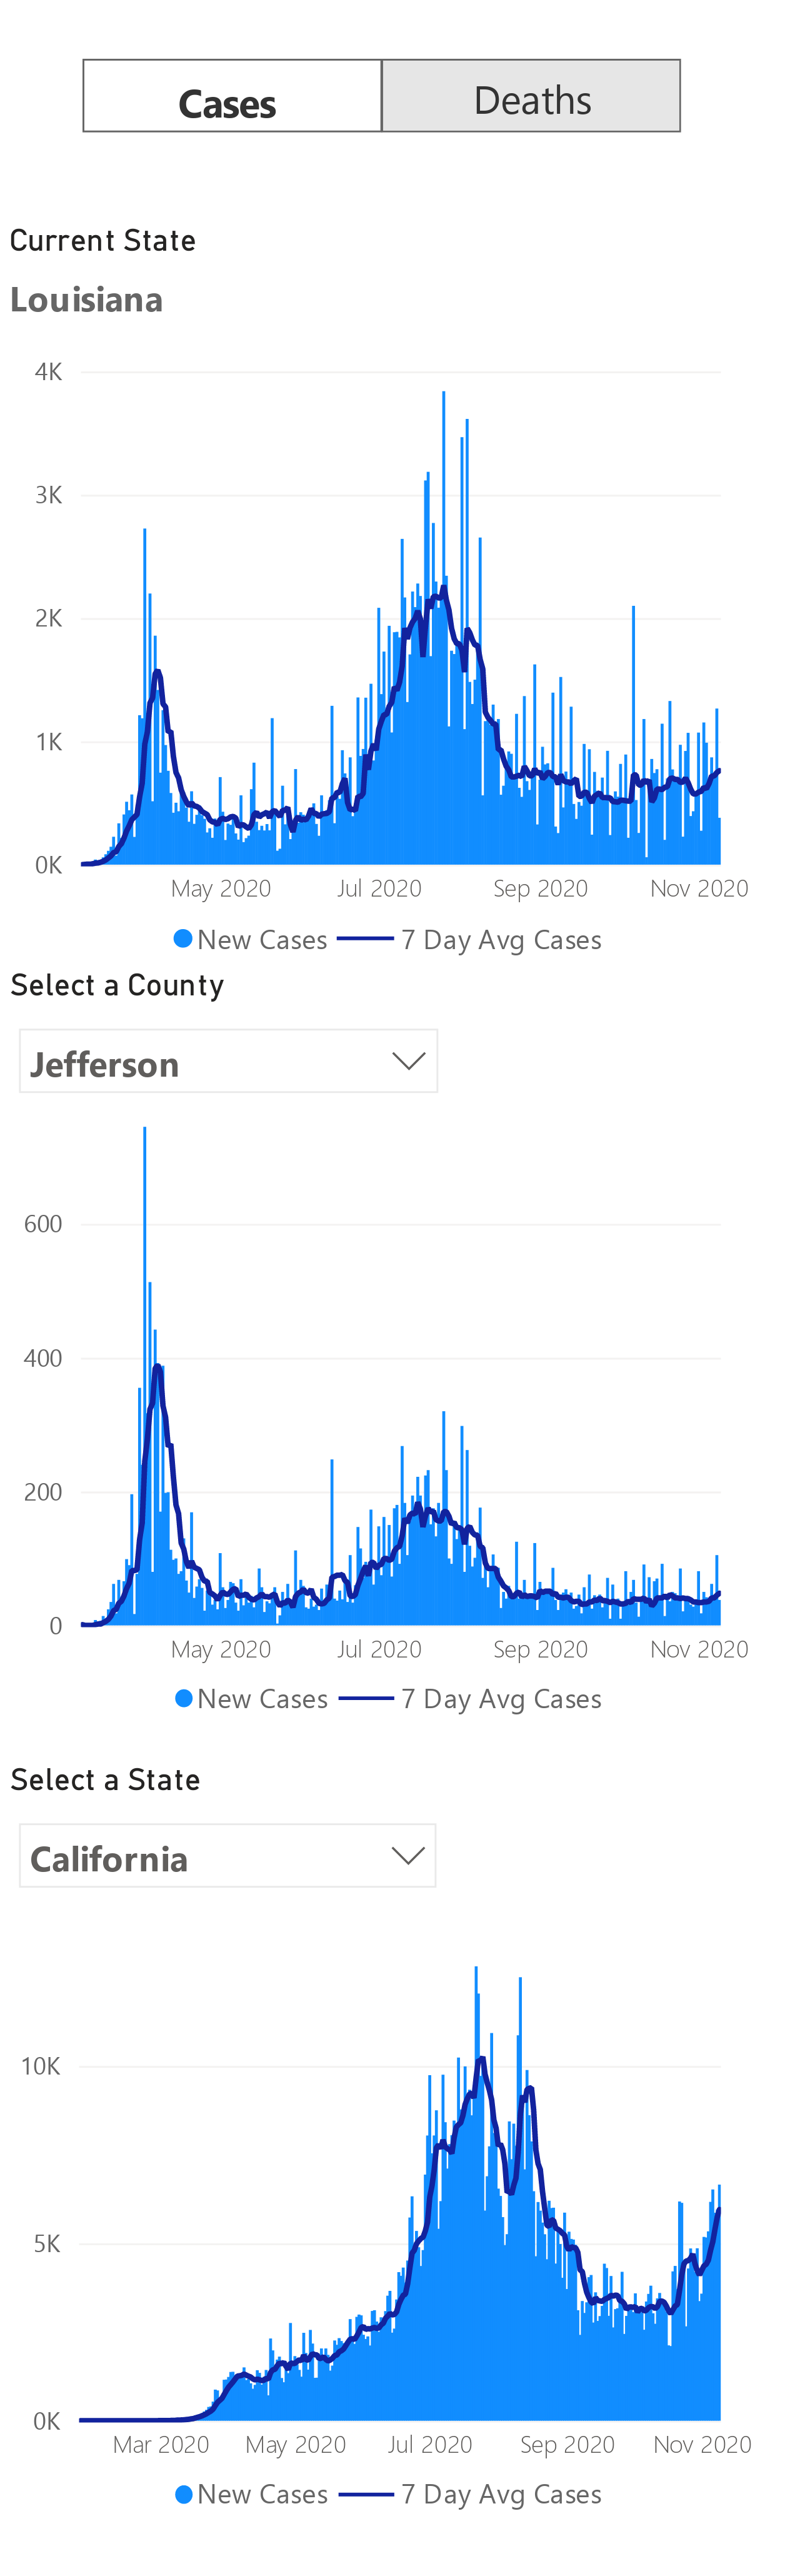 Cases Deaths
Current State
Louisiana
4K
3K
2K
1K
0K
May 2020 Jul 2020 Sep 2020 Nov 2020
New Cases 7 Day Avg Cases
Select a County
Jefferson
600
400
200
0
May 2020 Jul 2020 Sep 2020 Nov 2020
New Cases 7 Day Avg Cases
Select a State
California
10K
5K
0K
Mar 2020 May 2020 Jul 2020 Sep 2020 Nov 2020
New Cases 7 Day Avg Cases